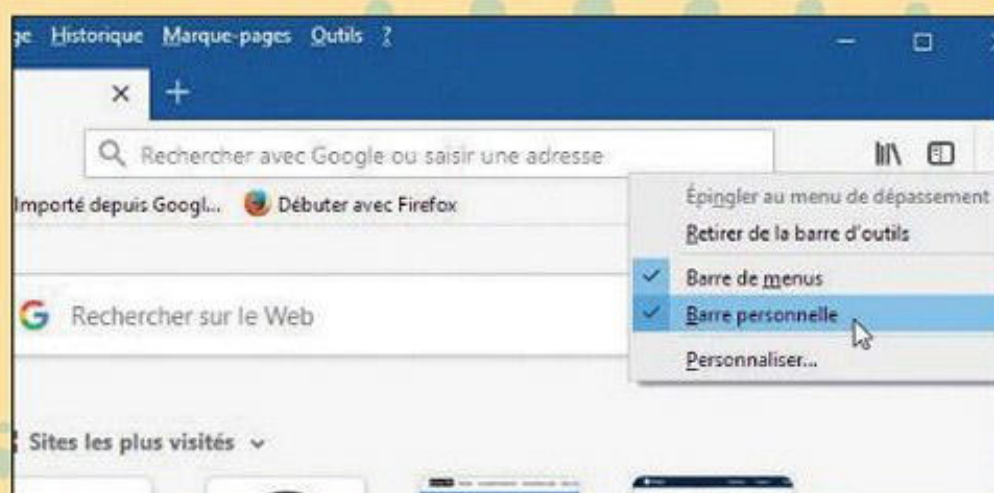 Historique Marque-pages Outils ?
Rechercher avec Google ou saisir une adresse
Importé depuis Googl... Débuter avec Firefox
Épingler au menu de dépassement
Retirer de la barre d'outils
Barre de menus
Barre personnelle
Personnaliser...
Rechercher sur le Web
Sites les plus visités